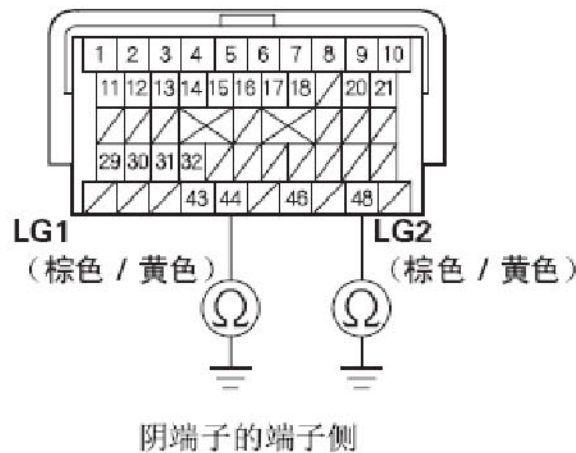 1 2 3 4 5 6 7 8 9 10
11 12 13 14 15 16 17 18 20 21
29 30 31 32
43 44 46 48
LG1 LG2
（棕色 / 黄色） （棕色 / 黄色）
Ω Ω
阴端子的端子侧